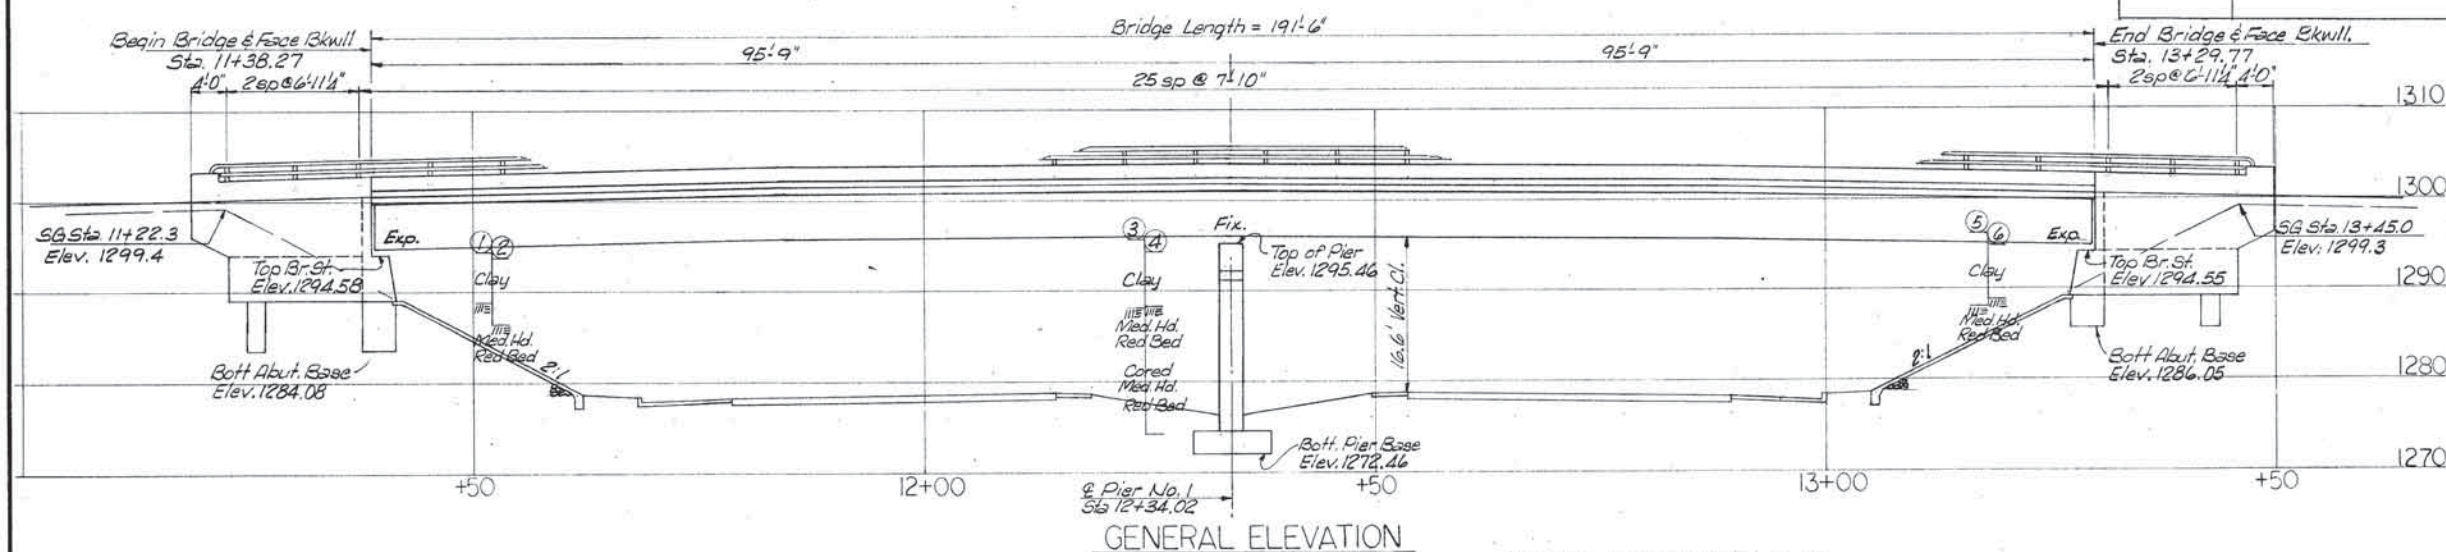 Bridge Length = 191'-6"
Begin Bridge & Face Bkwll
Sta. 11+38.27
95'-9"
95'-9"
End Bridge & Face Bkwll.
Sta. 13+29.77
4'-0" 2sp@6'-11¼"
25 sp @ 7'-10"
2sp@6'-11¼" 4'-0"
1310
1300
1290
1280
1270
SG Sta. 11+22.3
Elev. 1299.4
Exp.
1 2
Clay
Med. Hd.
Red Bed
2:1
Top Br. St.
Elev. 1294.58
Bott Abut. Base
Elev. 1284.08
3
4
Clay
Med. Hd.
Red Bed
Cored
Med. Hd.
Red Bed
Fix.
Top of Pier
Elev. 1295.46
16.6' Vert. Cl.
Bott. Pier Base
Elev. 1272.46
5
6
Clay
Med. Hd.
Red Bed
2:1
Exp.
Top Br. St.
Elev 1294.55
Bott Abut. Base
Elev. 1286.05
SG Sta. 13+45.0
Elev. 1299.3
+50
12+00
+50
13+00
+50
℄ Pier No. 1
Sta 12+34.02
GENERAL ELEVATION